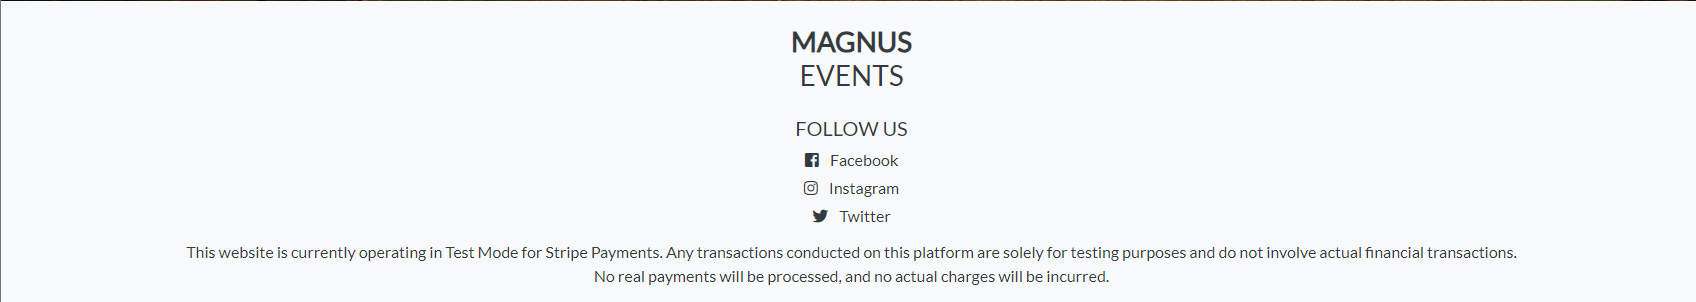 MAGNUS
EVENTS
FOLLOW US
Facebook
Instagram
Twitter
This website is currently operating in Test Mode for Stripe Payments. Any transactions conducted on this platform are solely for testing purposes and do not involve actual financial transactions.
No real payments will be processed, and no actual charges will be incurred.